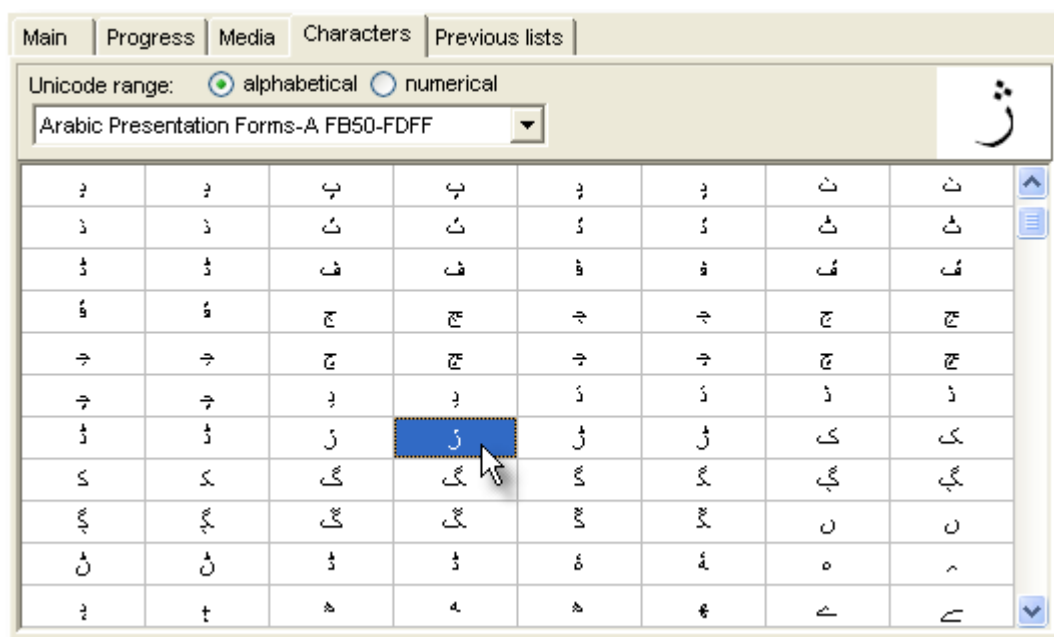 Main Progress Media Characters Previous lists
Unicode range: alphabetical numerical
Arabic Presentation Forms-A FB50-FDFF
ﮋ
ﭘ ﭙ ﭚ ﭛ ﭜ ﭝ ﭞ ﭟ
ﭠ ﭡ ﭢ ﭣ ﭤ ﭥ ﭦ ﭧ
ﭨ ﭩ ﭪ ﭫ ﭬ ﭭ ﭮ ﭯ
ﭰ ﭱ ﭲ ﭳ ﭴ ﭵ ﭶ ﭷ
ﭸ ﭹ ﭺ ﭻ ﭼ ﭽ ﭾ ﭿ
ﮀ ﮁ ﮂ ﮃ ﮄ ﮅ ﮆ ﮇ
ﮈ ﮉ ﮊ ﮋ ﮌ ﮍ ﮎ ﮏ
ﮐ ﮑ ﮒ ﮓ ﮔ ﮕ ﮖ ﮗ
ﮘ ﮙ ﮚ ﮛ ﮜ ﮝ ﮞ ﮟ
ﮠ ﮡ ﮢ ﮣ ﮤ ﮥ ﮦ ﮧ
ﮨ ﮩ ﮪ ﮫ ﮬ ﮭ ﮮ ﮯ